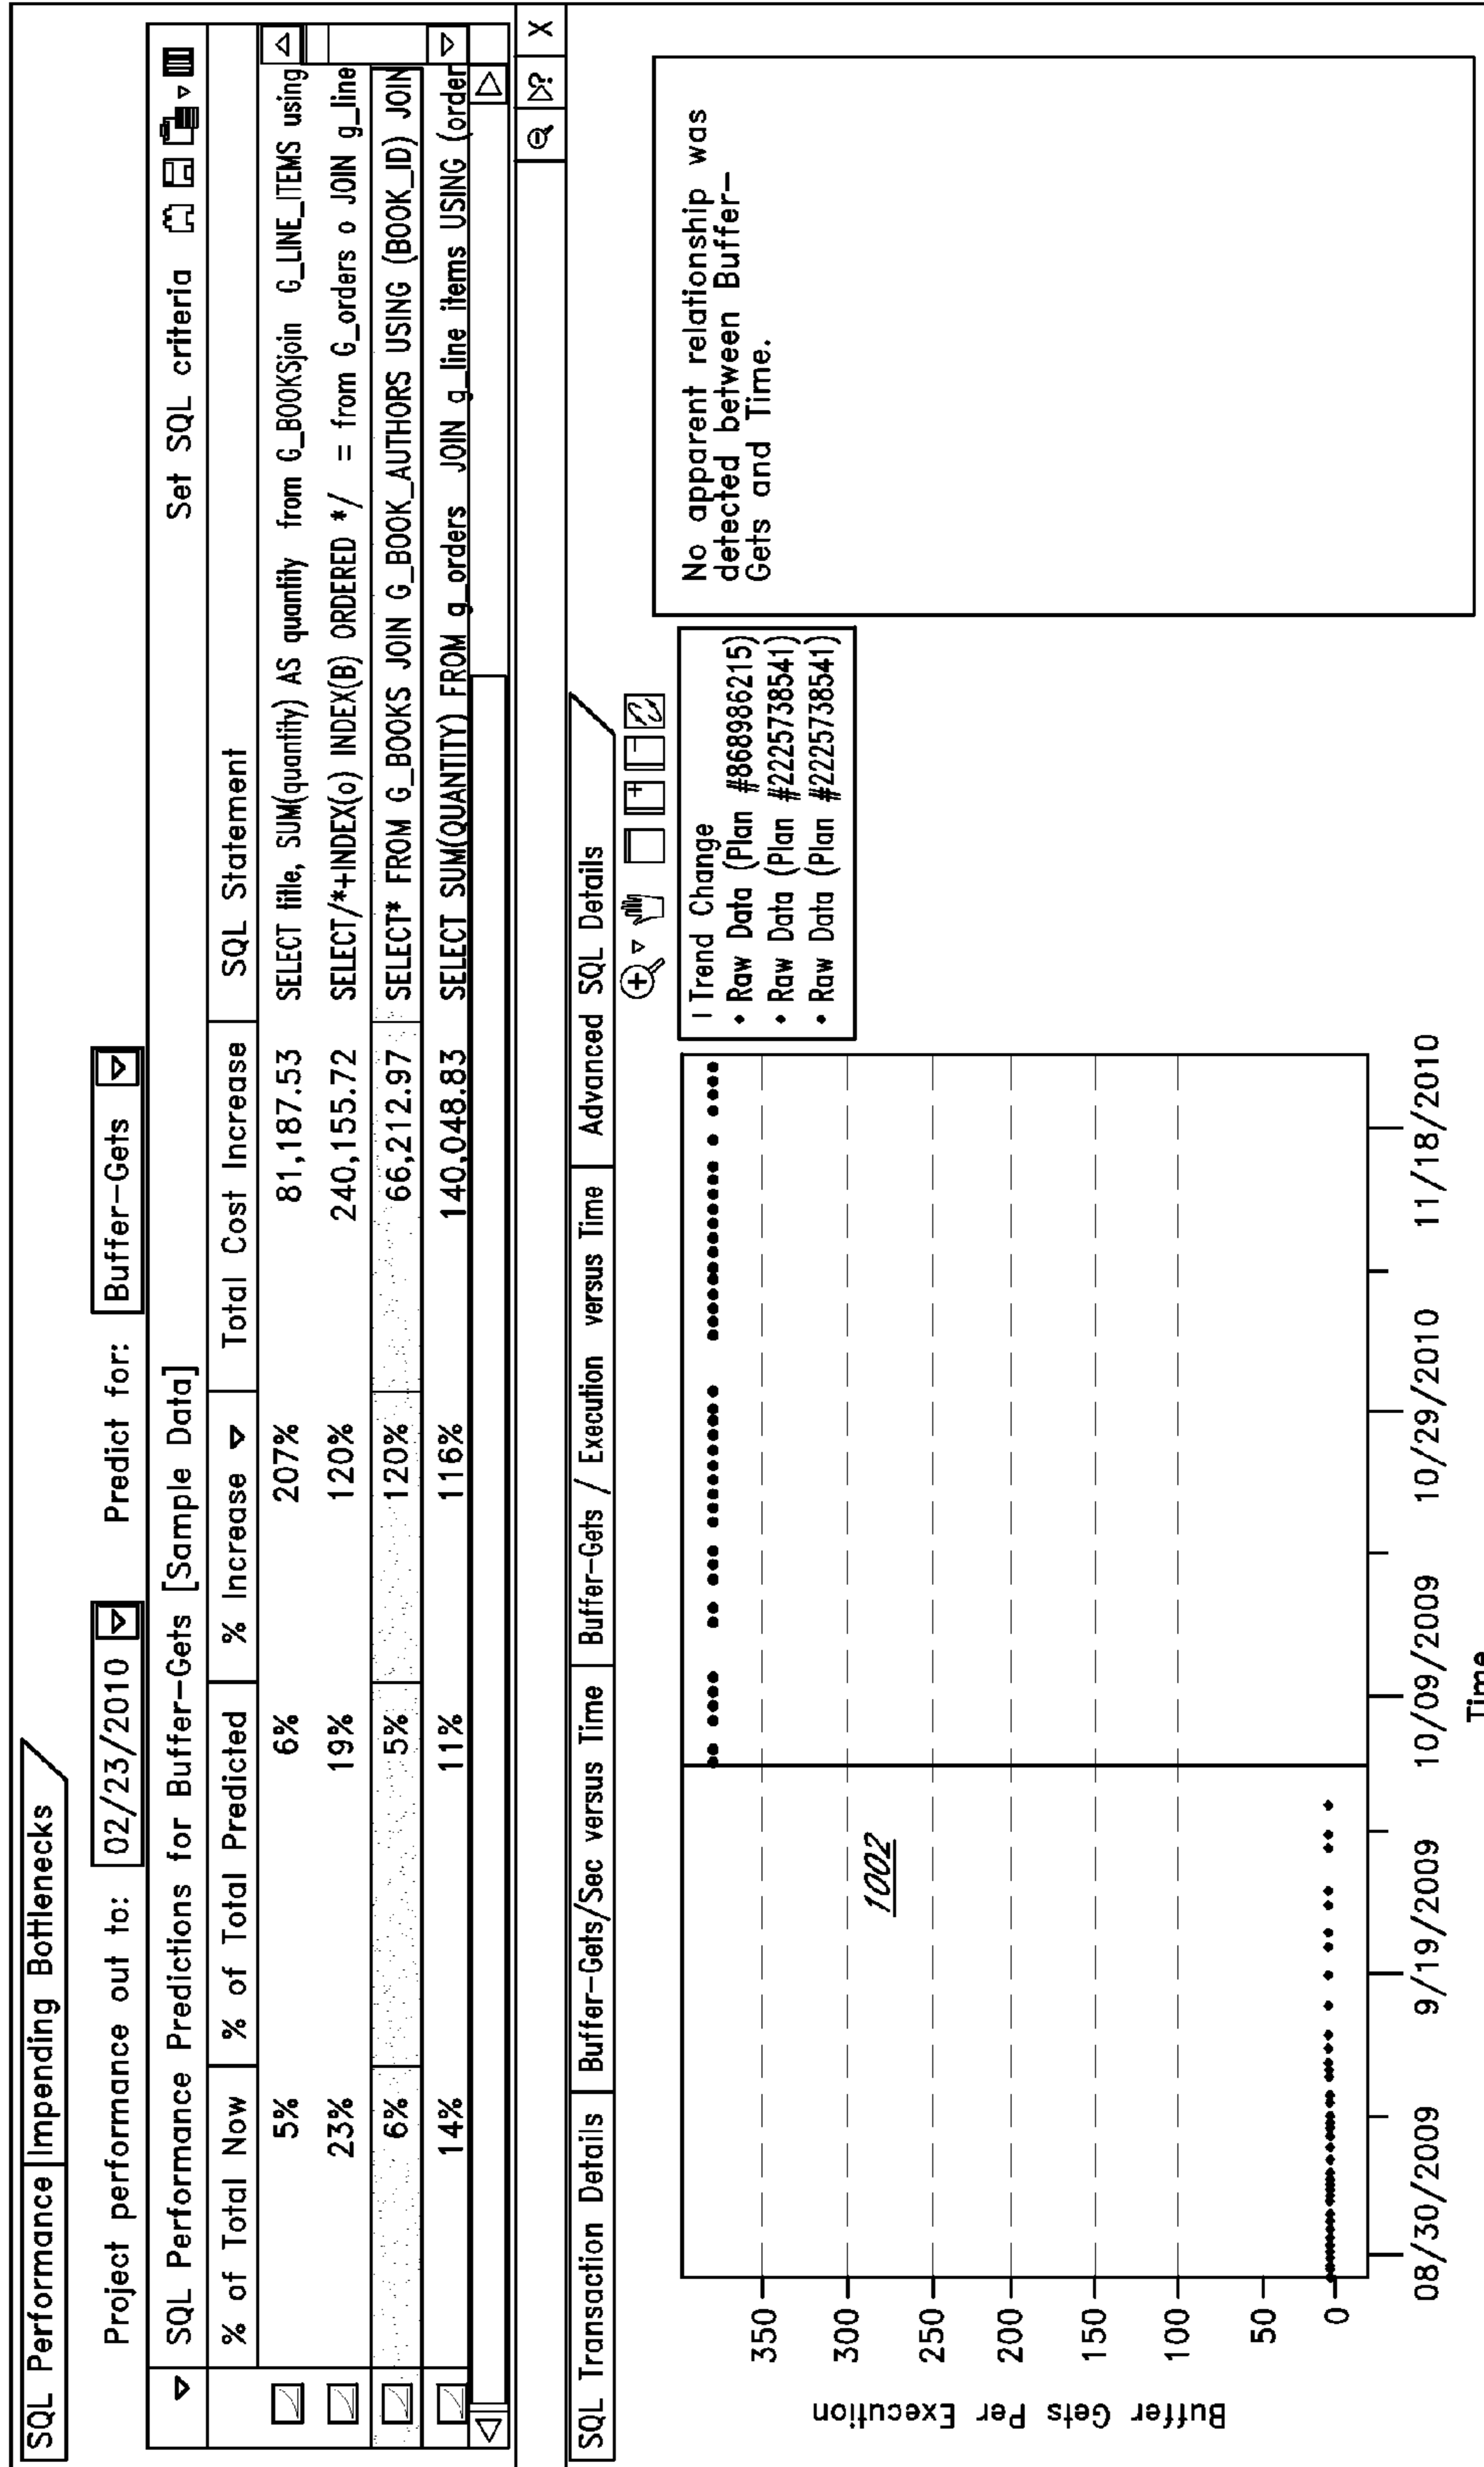 SQL Performance Impending Bottlenecks
Project performance out to: 02/23/2010 Predict for: Buffer-Gets
SQL Performance Predictions for Buffer-Gets [Sample Data] Set SQL criteria
% of Total Now % of Total Predicted % Increase Total Cost Increase SQL Statement
5% 6% 207% 81,187.53 SELECT title, SUM(quantity) AS quantity from G_BOOKSjoin G_LINE_ITEMS using
23% 19% 120% 240,155.72 SELECT/*+INDEX(o) INDEX(B) ORDERED */ = from G_orders o JOIN g_line
6% 5% 120% 66,212.97 SELECT* FROM G_BOOKS JOIN G_BOOK_AUTHORS USING (BOOK_ID) JOIN
14% 11% 116% 140,048.83 SELECT SUM(QUANTITY) FROM g_orders JOIN g_line items USING (order
? X
SQL Transaction Details Buffer-Gets/Sec versus Time Buffer-Gets / Execution versus Time Advanced SQL Details
Buffer Gets Per Execution
350
300
250
200
150
100
50
0
1002
08/30/2009 9/19/2009 10/09/2009 10/29/2010 11/18/2010
Time
| Trend Change
• Raw Data (Plan #868986215)
• Raw Data (Plan #2225738541)
• Raw Data (Plan #2225738541)
No apparent relationship was
detected between Buffer-
Gets and Time.